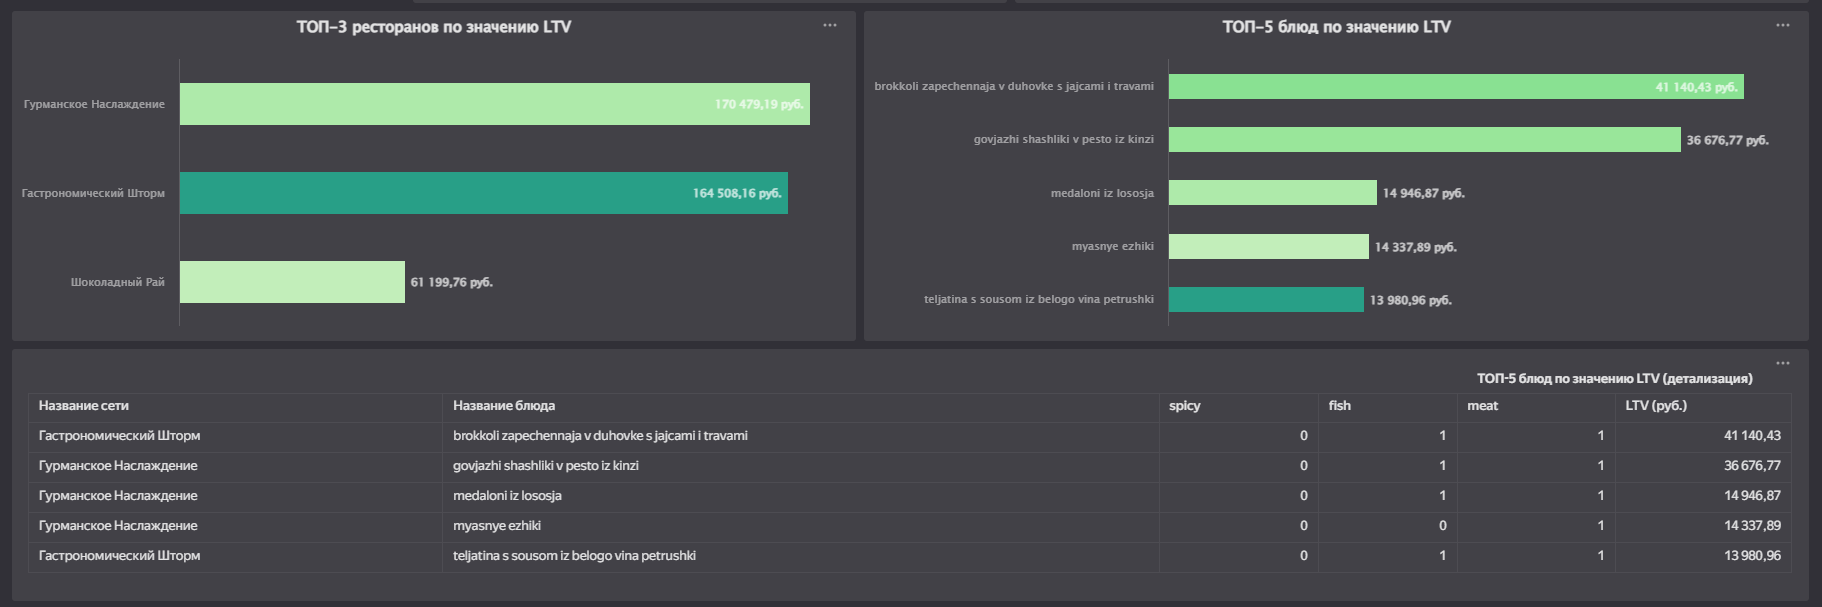 ТОП-3 ресторанов по значению LTV
Гурманское Наслаждение
170 479,19 руб.
Гастрономический Шторм
164 508,16 руб.
Шоколадный Рай
61 199,76 руб.
ТОП-5 блюд по значению LTV
brokkoli zapechennaja v duhovke s jajcami i travami
41 140,43 руб.
govjazhi shashliki v pesto iz kinzi
36 676,77 руб.
medaloni iz lososja
14 946,87 руб.
myasnye ezhiki
14 337,89 руб.
teljatina s sousom iz belogo vina petrushki
13 980,96 руб.
ТОП-5 блюд по значению LTV (детализация)
Название сети Название блюда spicy fish meat LTV (руб.)
Гастрономический Шторм brokkoli zapechennaja v duhovke s jajcami i travami 0 1 1 41 140,43
Гурманское Наслаждение govjazhi shashliki v pesto iz kinzi 0 1 1 36 676,77
Гурманское Наслаждение medaloni iz lososja 0 1 1 14 946,87
Гурманское Наслаждение myasnye ezhiki 0 0 1 14 337,89
Гастрономический Шторм teljatina s sousom iz belogo vina petrushki 0 1 1 13 980,96